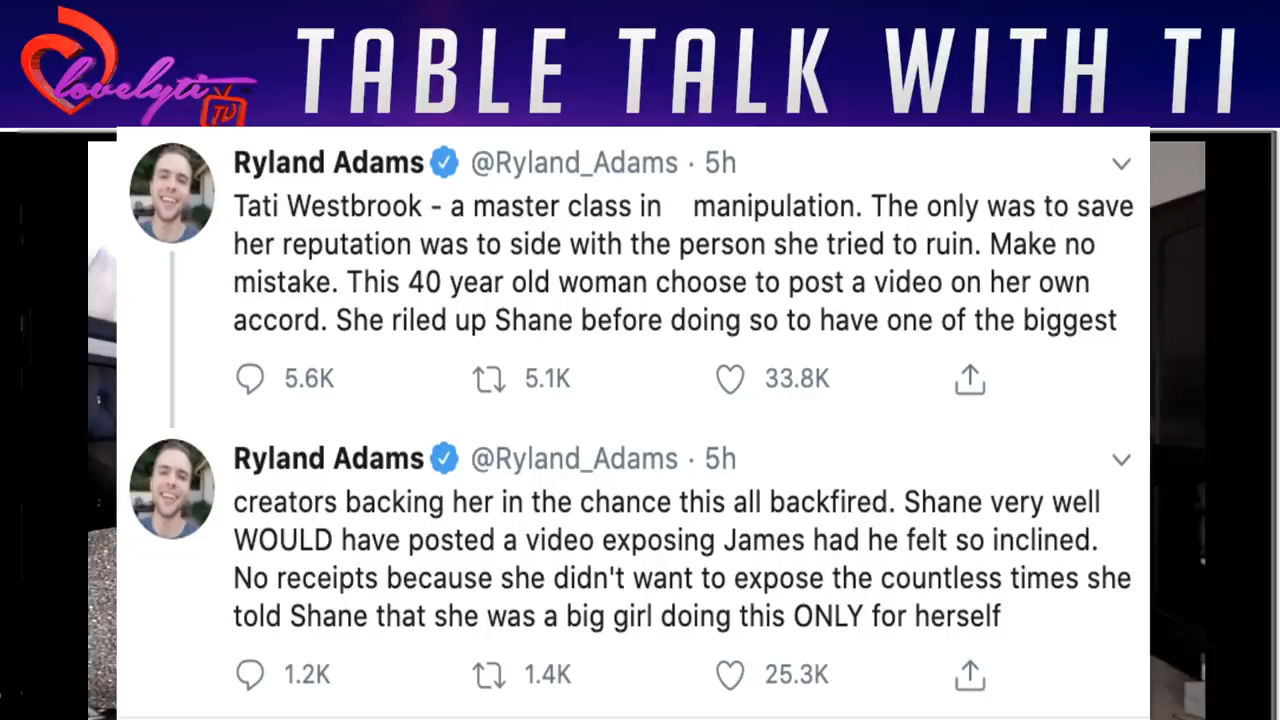 lovelyti TV
TABLE TALK WITH TI
Ryland Adams @Ryland_Adams · 5h
Tati Westbrook - a master class in manipulation. The only was to save
her reputation was to side with the person she tried to ruin. Make no
mistake. This 40 year old woman choose to post a video on her own
accord. She riled up Shane before doing so to have one of the biggest
5.6K 5.1K 33.8K
Ryland Adams @Ryland_Adams · 5h
creators backing her in the chance this all backfired. Shane very well
WOULD have posted a video exposing James had he felt so inclined.
No receipts because she didn't want to expose the countless times she
told Shane that she was a big girl doing this ONLY for herself
1.2K 1.4K 25.3K